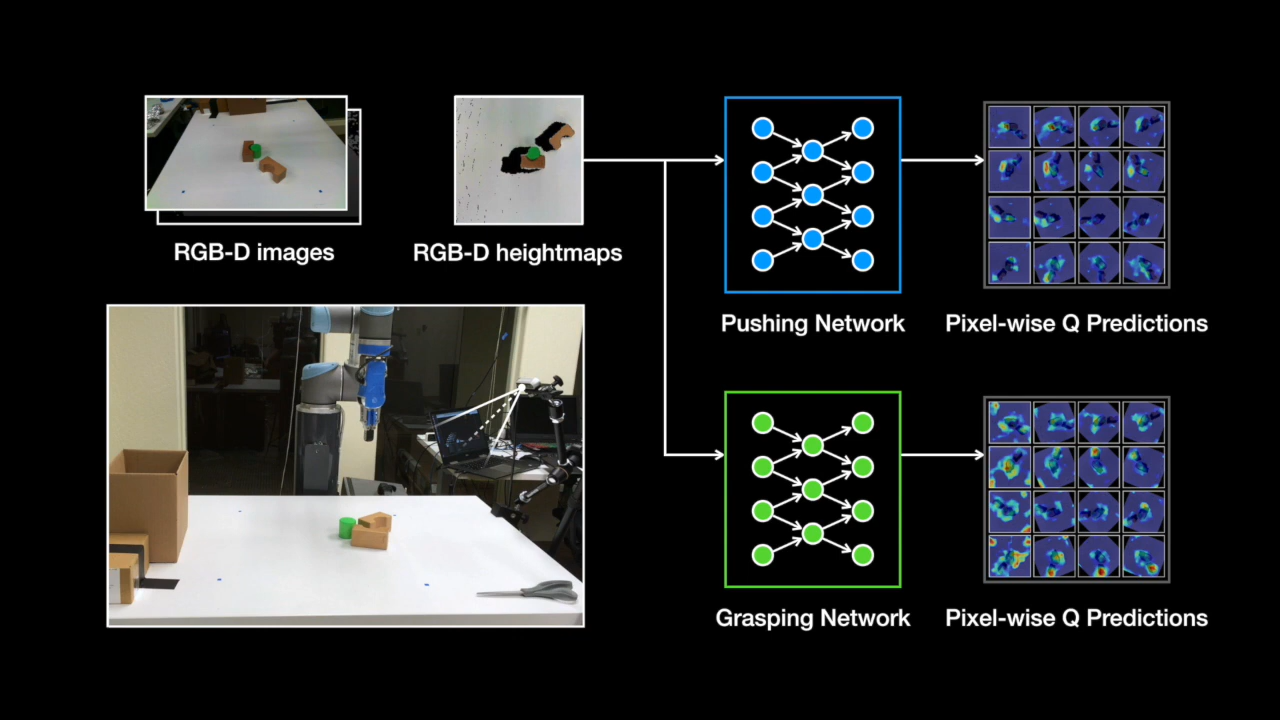 RGB-D images
RGB-D heightmaps
Pushing Network
Pixel-wise Q Predictions
Grasping Network
Pixel-wise Q Predictions